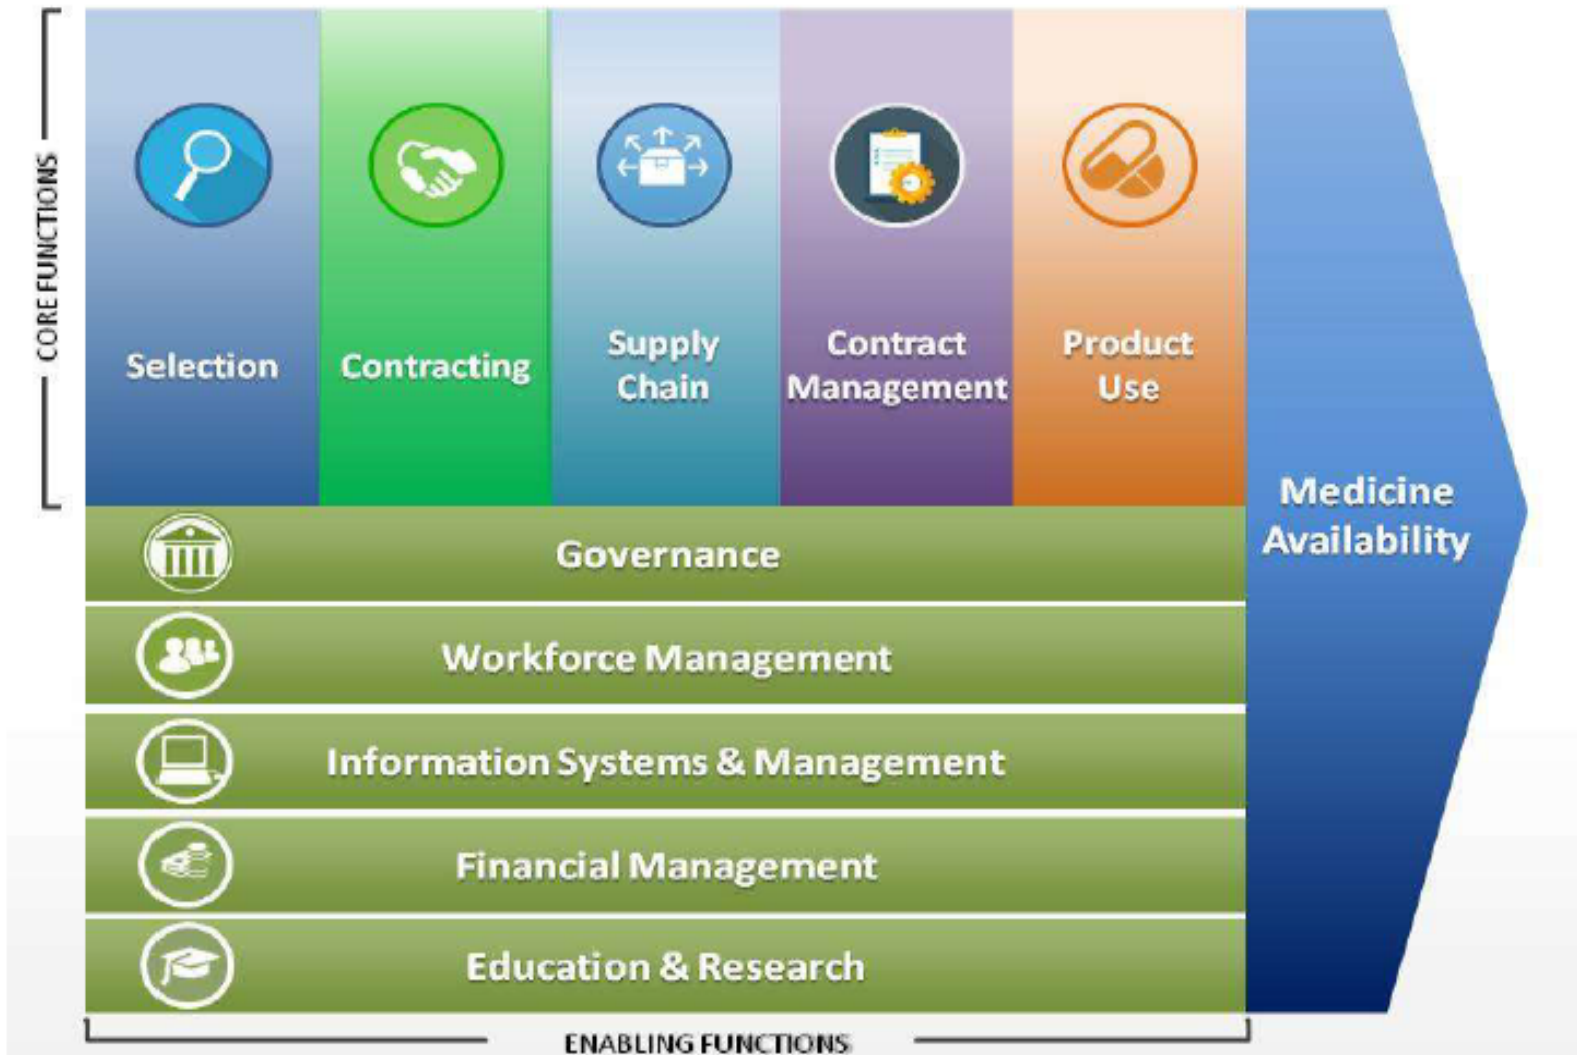 CORE FUNCTIONS
Selection
Contracting
Supply
Chain
Contract
Management
Product
Use
Medicine
Availability
Governance
Workforce Management
Information Systems & Management
Financial Management
Education & Research
ENABLING FUNCTIONS